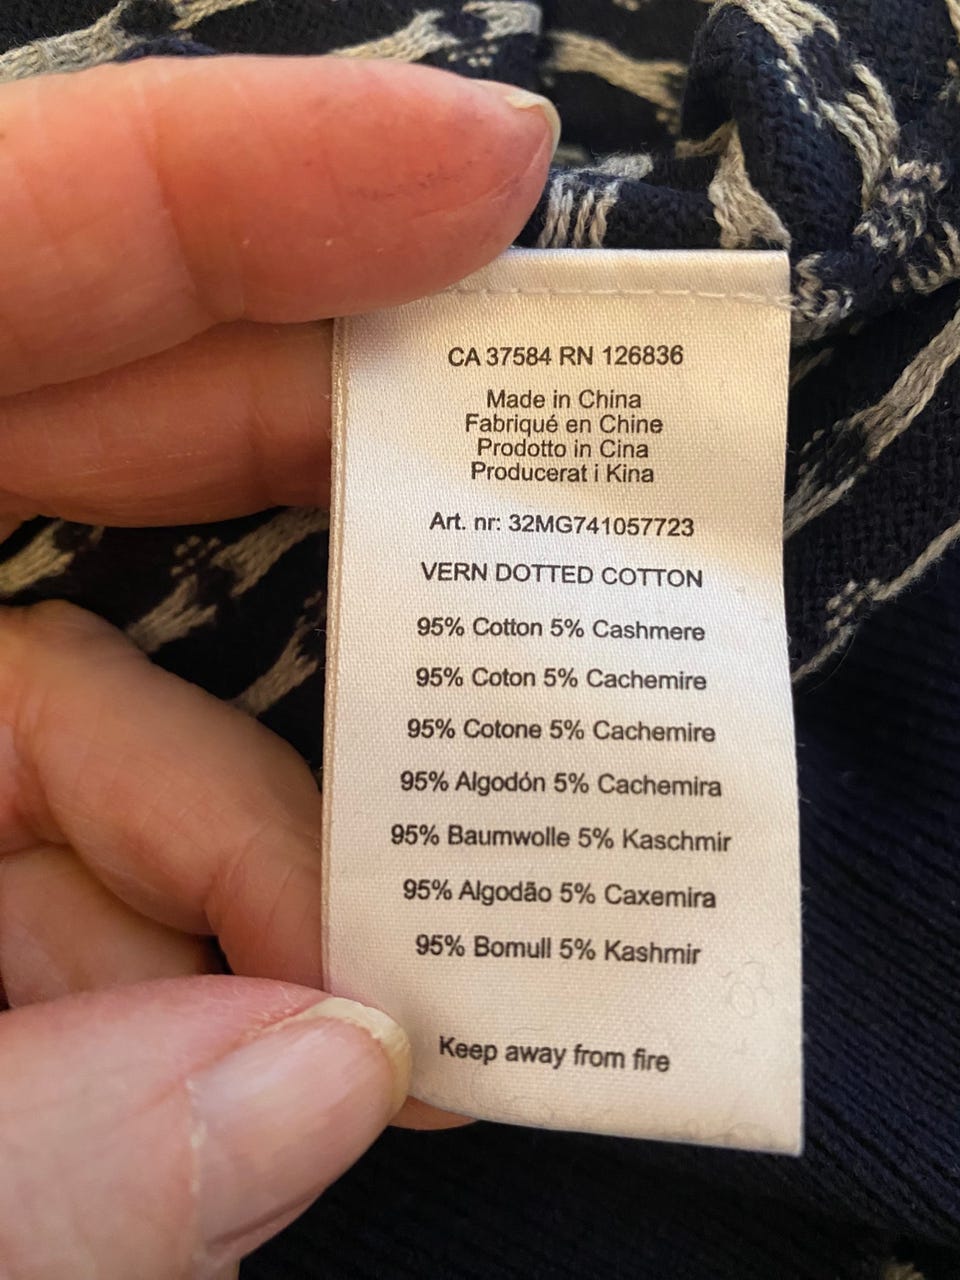 CA 37584 RN 126836
Made in China
Fabriqué en Chine
Prodotto in Cina
Producerat i Kina
Art. nr: 32MG741057723
VERN DOTTED COTTON
95% Cotton 5% Cashmere
95% Coton 5% Cachemire
95% Cotone 5% Cachemire
95% Algodón 5% Cachemira
95% Baumwolle 5% Kaschmir
95% Algodão 5% Caxemira
95% Bomull 5% Kashmir
Keep away from fire